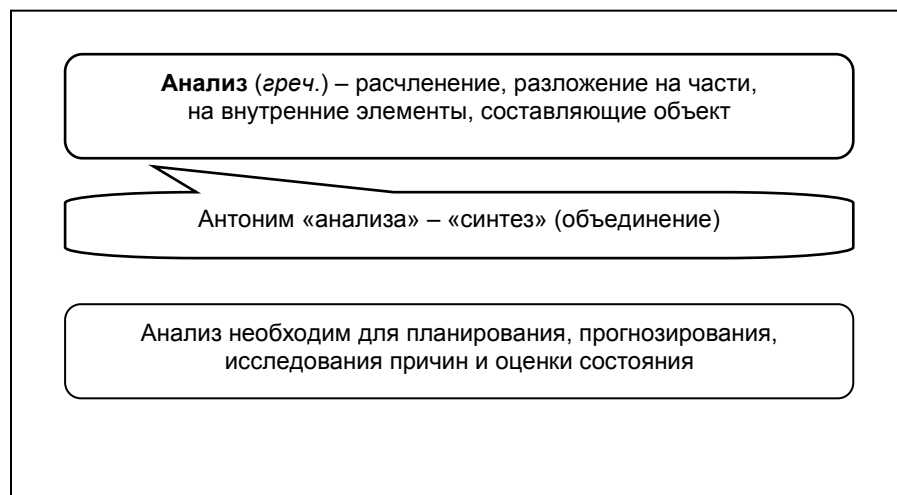 Анализ (греч.) – расчленение, разложение на части,
на внутренние элементы, составляющие объект
Антоним «анализа» – «синтез» (объединение)
Анализ необходим для планирования, прогнозирования,
исследования причин и оценки состояния